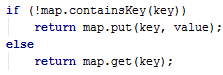 if (!map.containsKey(key))
    return map.put(key, value);
else
    return map.get(key);